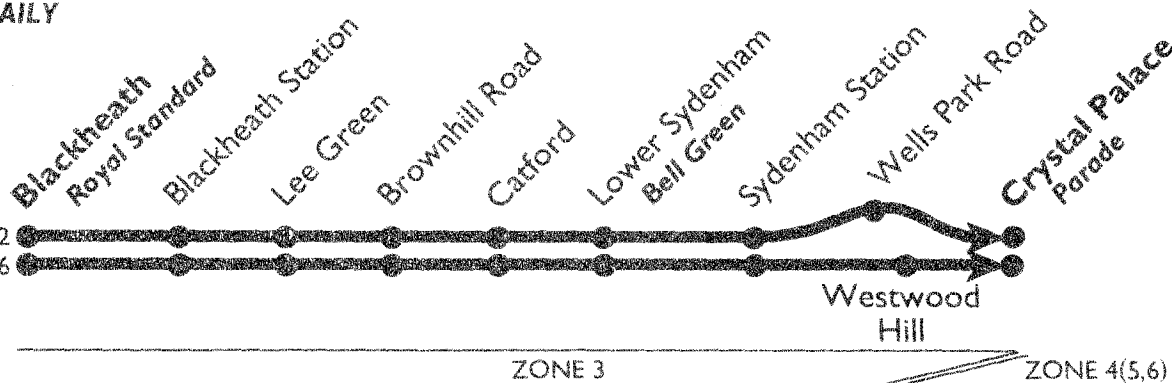 AILY
Blackheath
Royal Standard
Blackheath Station
Lee Green
Brownhill Road
Catford
Lower Sydenham
Bell Green
Sydenham Station
Wells Park Road
Crystal Palace
Parade
2
6
Westwood
Hill
ZONE 3
ZONE 4(5,6)